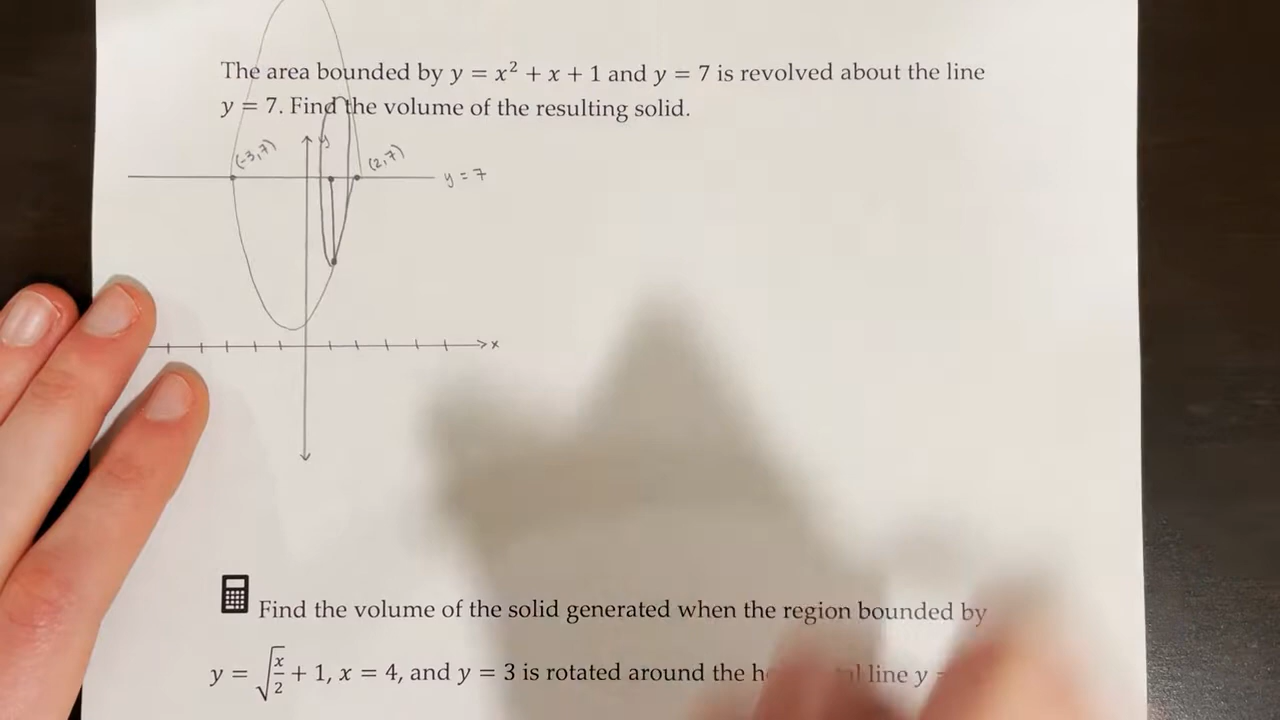 The area bounded by y = x² + x + 1 and y = 7 is revolved about the line
y = 7. Find the volume of the resulting solid.
y
(-3,7)
(2,7)
y = 7
x
Find the volume of the solid generated when the region bounded by
y = √(x/2) + 1, x = 4, and y = 3 is rotated around the line y